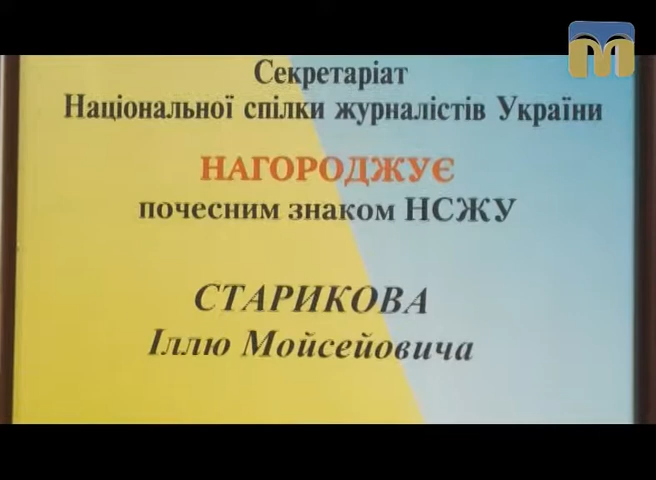 Секретаріат
Національної спілки журналістів України
НАГОРОДЖУЄ
почесним знаком НСЖУ
СТАРИКОВА
Іллю Мойсейовича